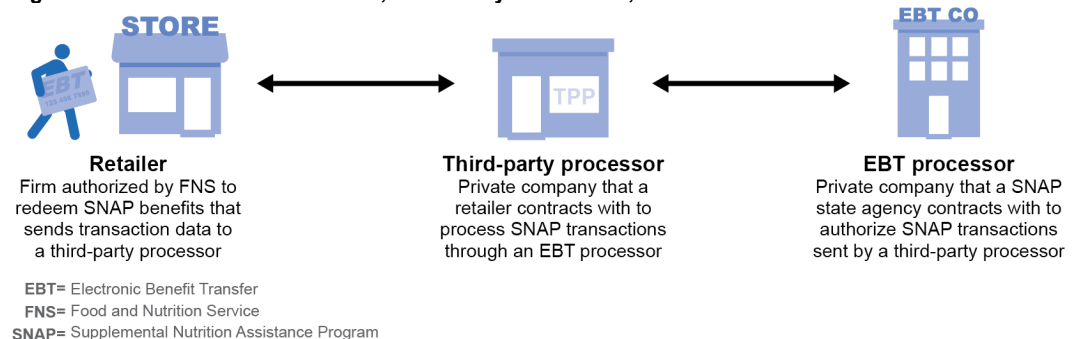 STORE
EBT CO
EBT
TPP
Retailer
Firm authorized by FNS to
redeem SNAP benefits that
sends transaction data to
a third-party processor
Third-party processor
Private company that a
retailer contracts with to
process SNAP transactions
through an EBT processor
EBT processor
Private company that a SNAP
state agency contracts with to
authorize SNAP transactions
sent by a third-party processor
EBT= Electronic Benefit Transfer
FNS= Food and Nutrition Service
SNAP= Supplemental Nutrition Assistance Program